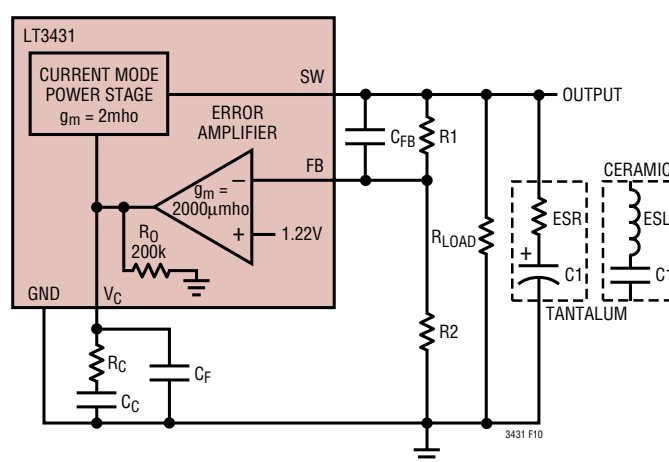 LT3431
CURRENT MODE
POWER STAGE
gm = 2mho
SW
OUTPUT
ERROR
AMPLIFIER
CFB
R1
FB
CERAMIC
gm =
2000µmho
–
+
1.22V
RO
200k
RLOAD
ESR
ESL
+
C1
C1
GND
VC
TANTALUM
R2
RC
CF
CC
3431 F10